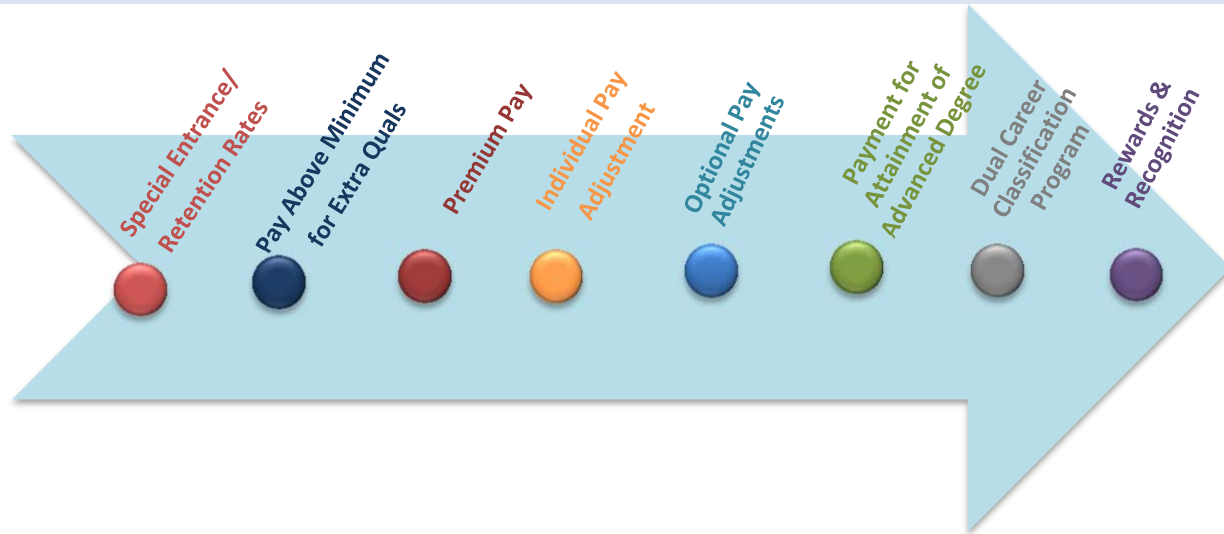 Special Entrance/
Retention Rates
Pay Above Minimum
for Extra Quals
Premium Pay
Individual Pay
Adjustment
Optional Pay
Adjustments
Payment for
Attainment of
Advanced Degree
Dual Career
Classification
Program
Rewards &
Recognition